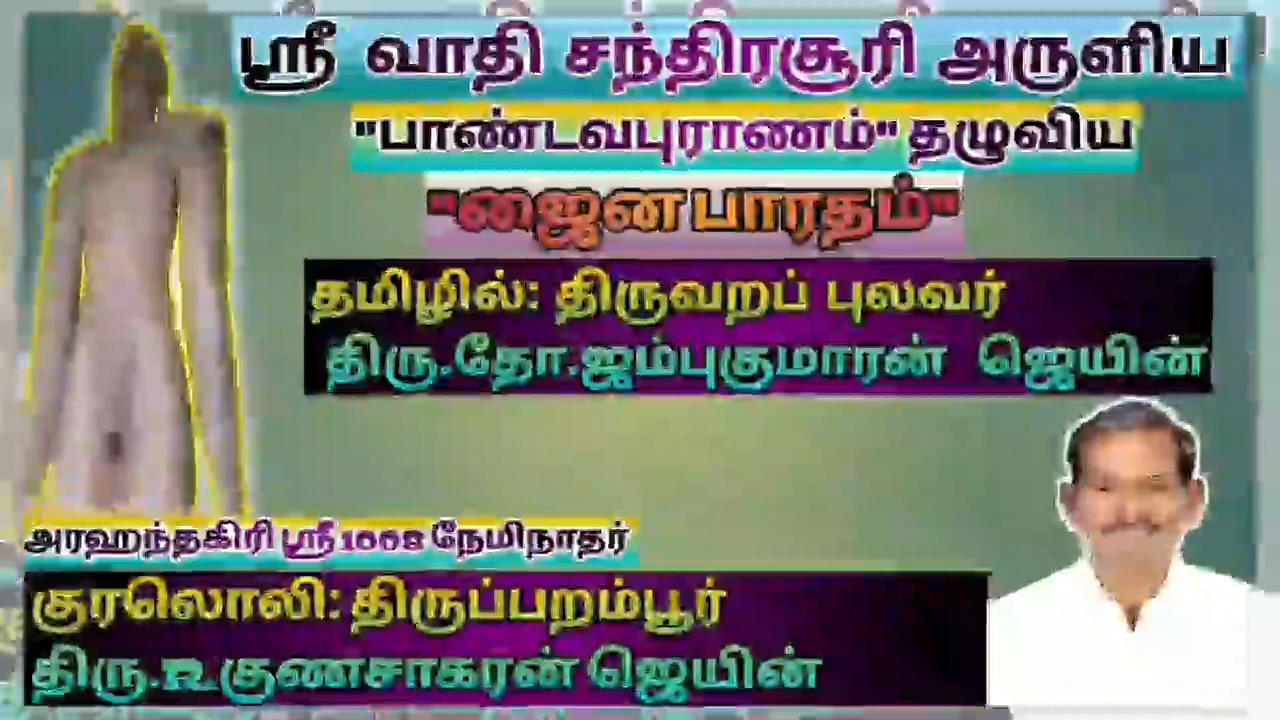 ஸ்ரீ வாதி சந்திரசூரி அருளிய
"பாண்டவபுராணம்" தழுவிய
"ஜைன பாரதம்"
தமிழில்: திருவறப் புலவர்
திரு.தோ.ஜம்புகுமாரன் ஜெயின்
அரஹந்தகிரி ஸ்ரீ 1008 நேமிநாதர்
குரலொலி: திருப்பறம்பூர்
திரு.R.குணசாகரன் ஜெயின்